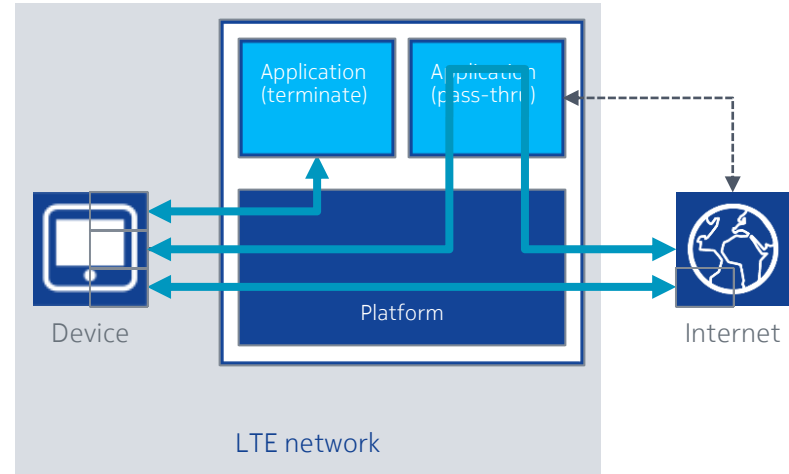 Application
(terminate)
Application
(pass-thru)
Platform
Device
Internet
LTE network